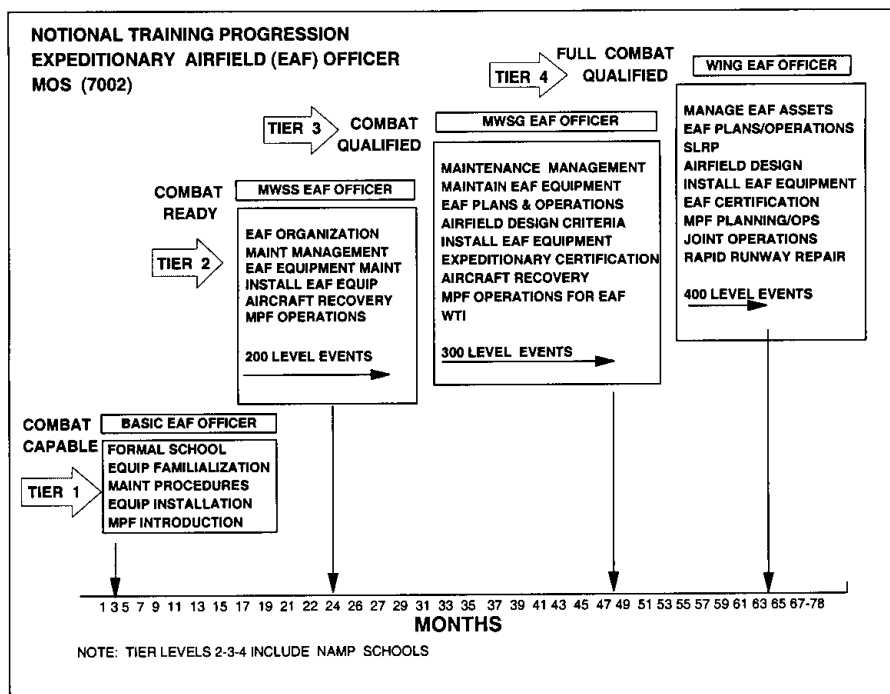 NOTIONAL TRAINING PROGRESSION
EXPEDITIONARY AIRFIELD (EAF) OFFICER
MOS (7002)
TIER 4
FULL COMBAT
QUALIFIED
WING EAF OFFICER
MANAGE EAF ASSETS
EAF PLANS/OPERATIONS
SLRP
AIRFIELD DESIGN
INSTALL EAF EQUIPMENT
EAF CERTIFICATION
MPF PLANNING/OPS
JOINT OPERATIONS
RAPID RUNWAY REPAIR
400 LEVEL EVENTS
TIER 3
COMBAT
QUALIFIED
MWSG EAF OFFICER
MAINTENANCE MANAGEMENT
MAINTAIN EAF EQUIPMENT
EAF PLANS & OPERATIONS
AIRFIELD DESIGN CRITERIA
INSTALL EAF EQUIPMENT
EXPEDITIONARY CERTIFICATION
AIRCRAFT RECOVERY
MPF OPERATIONS FOR EAF
WTI
300 LEVEL EVENTS
COMBAT
READY
TIER 2
MWSS EAF OFFICER
EAF ORGANIZATION
MAINT MANAGEMENT
EAF EQUIPMENT MAINT
INSTALL EAF EQUIP
AIRCRAFT RECOVERY
MPF OPERATIONS
200 LEVEL EVENTS
COMBAT
CAPABLE
TIER 1
BASIC EAF OFFICER
FORMAL SCHOOL
EQUIP FAMILIALIZATION
MAINT PROCEDURES
EQUIP INSTALLATION
MPF INTRODUCTION
1 3 5 7 9 11 13 15 17 19 21 22 24 26 27 29 31 33 35 37 39 41 43 45 47 49 51 53 55 57 59 61 63 65 67-78
MONTHS
NOTE: TIER LEVELS 2-3-4 INCLUDE NAMP SCHOOLS